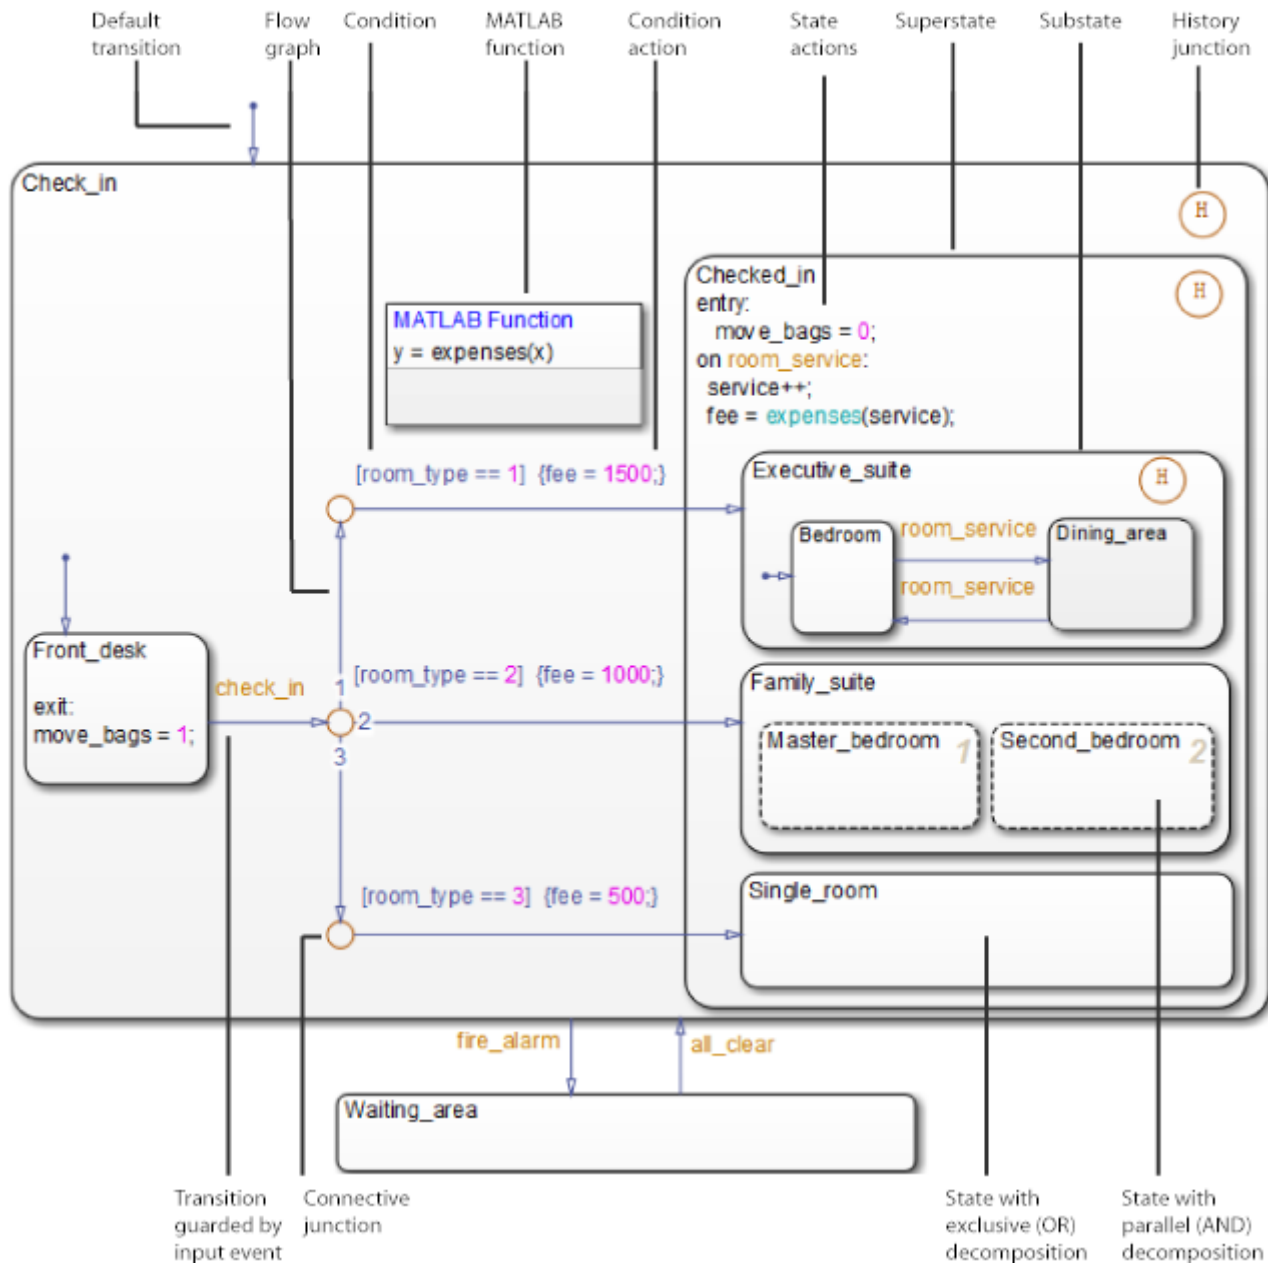 Default
transition
Flow
graph
Condition
MATLAB
function
Condition
action
State
actions
Superstate
Substate
History
junction
Check_in
H
Checked_in
H
entry:
move_bags = 0;
on room_service:
service++;
fee = expenses(service);
MATLAB Function
y = expenses(x)
[room_type == 1] {fee = 1500;}
Executive_suite
H
Bedroom
room_service
Dining_area
room_service
Front_desk
exit:
move_bags = 1;
check_in
1
2
3
[room_type == 2] {fee = 1000;}
Family_suite
Master_bedroom
1
Second_bedroom
2
[room_type == 3] {fee = 500;}
Single_room
fire_alarm
all_clear
Waiting_area
Transition
guarded by
input event
Connective
junction
State with
exclusive (OR)
decomposition
State with
parallel (AND)
decomposition